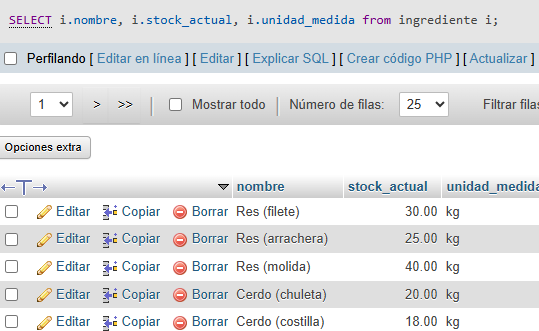 SELECT i.nombre, i.stock_actual, i.unidad_medida from ingrediente i;
Perfilando [ Editar en línea ] [ Editar ] [ Explicar SQL ] [ Crear código PHP ] [ Actualizar ]
1 > >> Mostrar todo Número de filas: 25 Filtrar filas
Opciones extra
←T→ nombre stock_actual unidad_medida
Editar Copiar Borrar Res (filete) 30.00 kg
Editar Copiar Borrar Res (arrachera) 25.00 kg
Editar Copiar Borrar Res (molida) 40.00 kg
Editar Copiar Borrar Cerdo (chuleta) 20.00 kg
Editar Copiar Borrar Cerdo (costilla) 18.00 kg